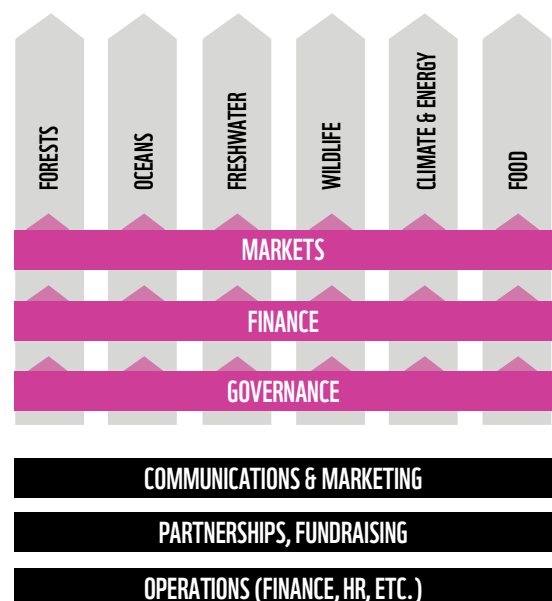 FORESTS
OCEANS
FRESHWATER
WILDLIFE
CLIMATE & ENERGY
FOOD
MARKETS
FINANCE
GOVERNANCE
COMMUNICATIONS & MARKETING
PARTNERSHIPS, FUNDRAISING
OPERATIONS (FINANCE, HR, ETC.)